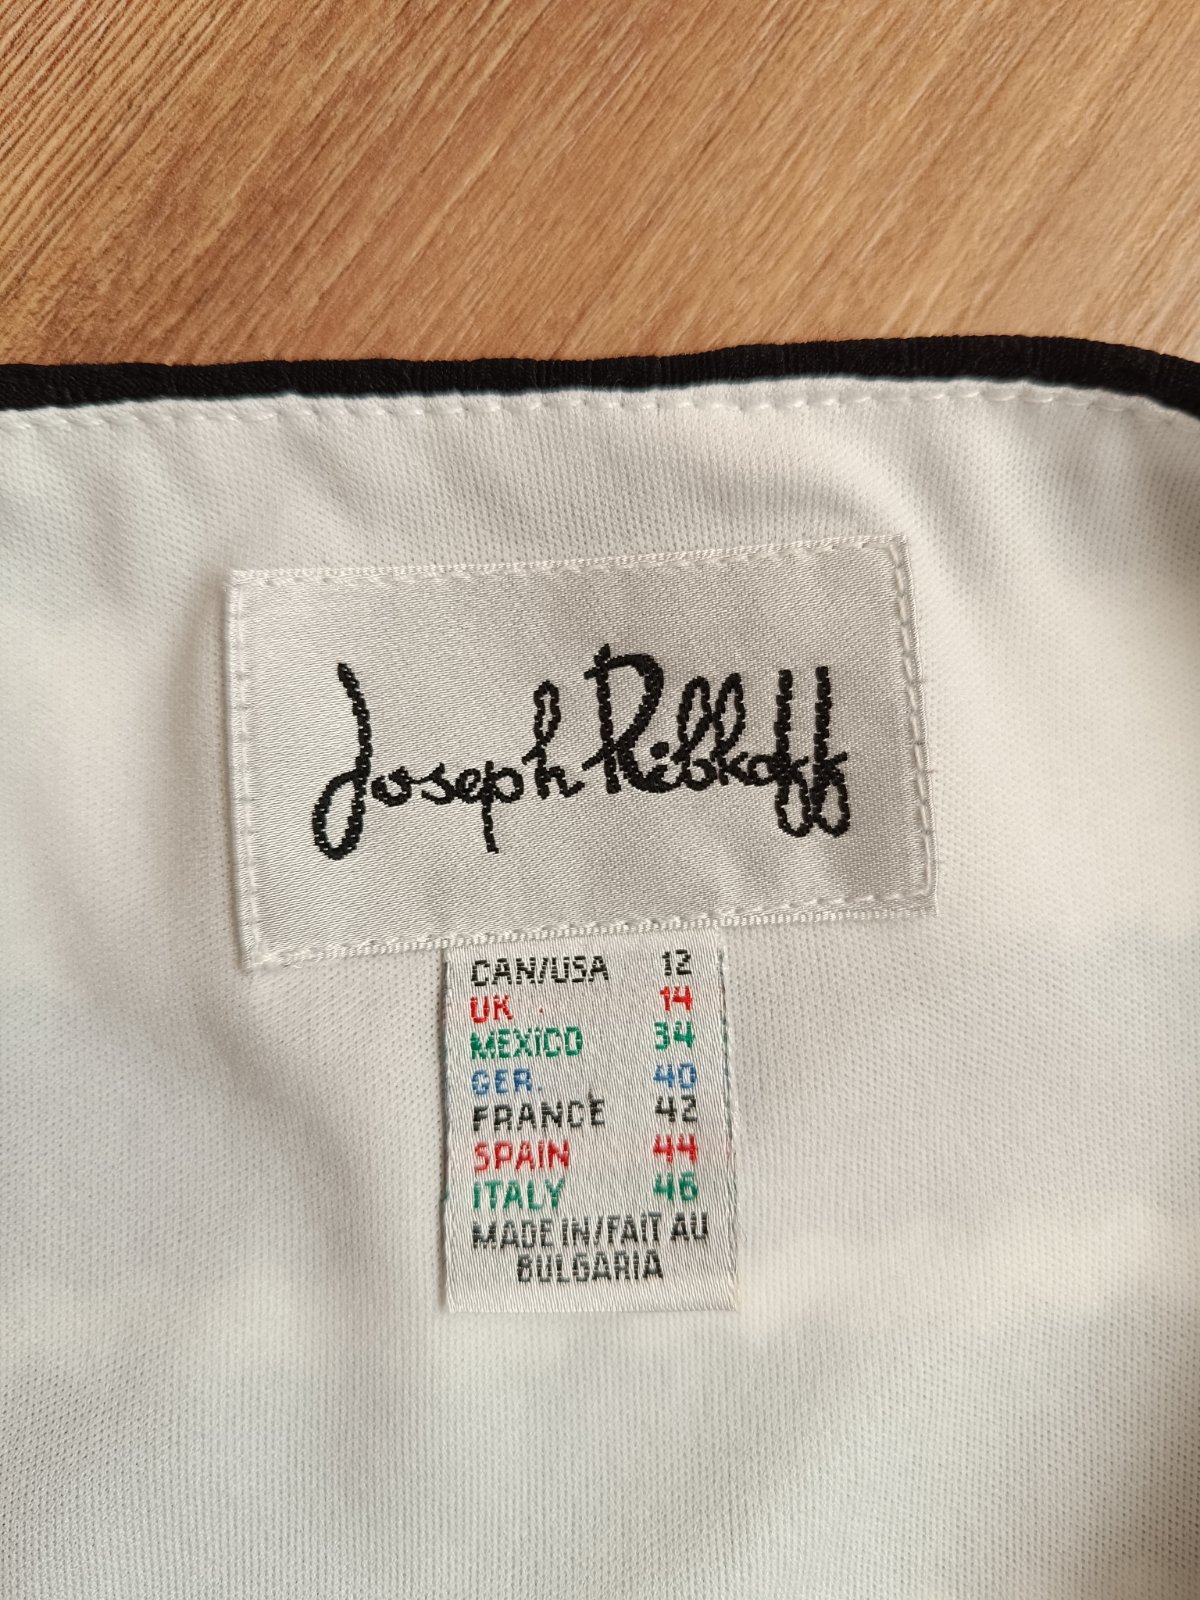 Joseph Ribkoff
CAN/USA 12
UK. 14
MEXICO 34
GER. 40
FRANCE 42
SPAIN 44
ITALY 46
MADE IN/FAIT AU
BULGARIA